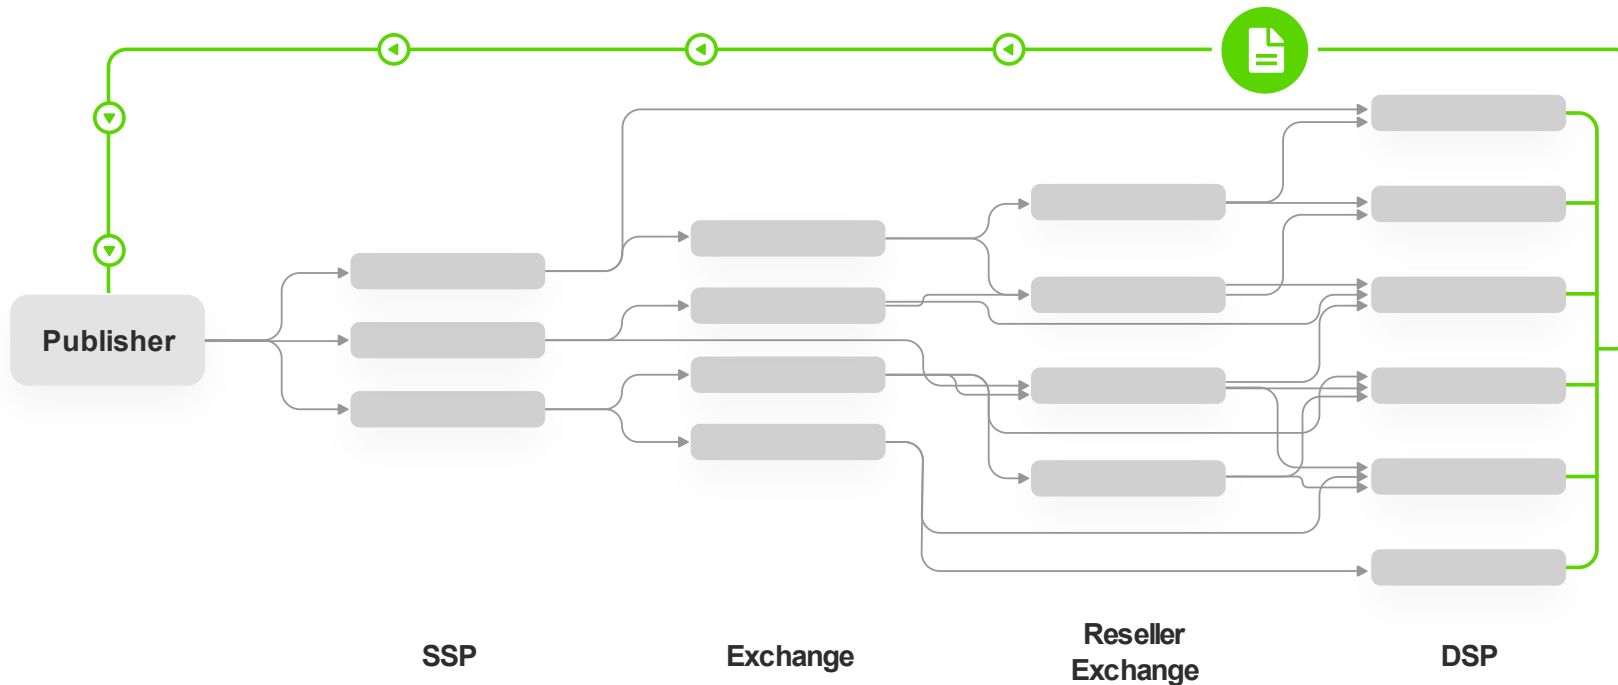 Publisher
SSP
Exchange
Reseller
Exchange
DSP